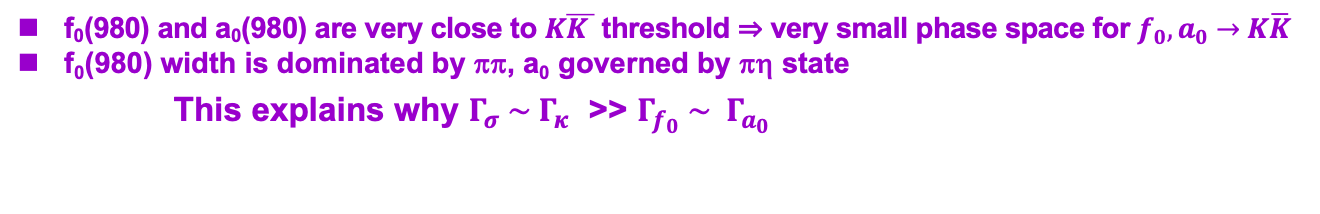 ■ f₀(980) and a₀(980) are very close to KK̅ threshold ⇒ very small phase space for f₀, a₀ → KK̅
■ f₀(980) width is dominated by ππ, a₀ governed by πη state
This explains why Γσ ~ Γκ >> Γf₀ ~ Γa₀